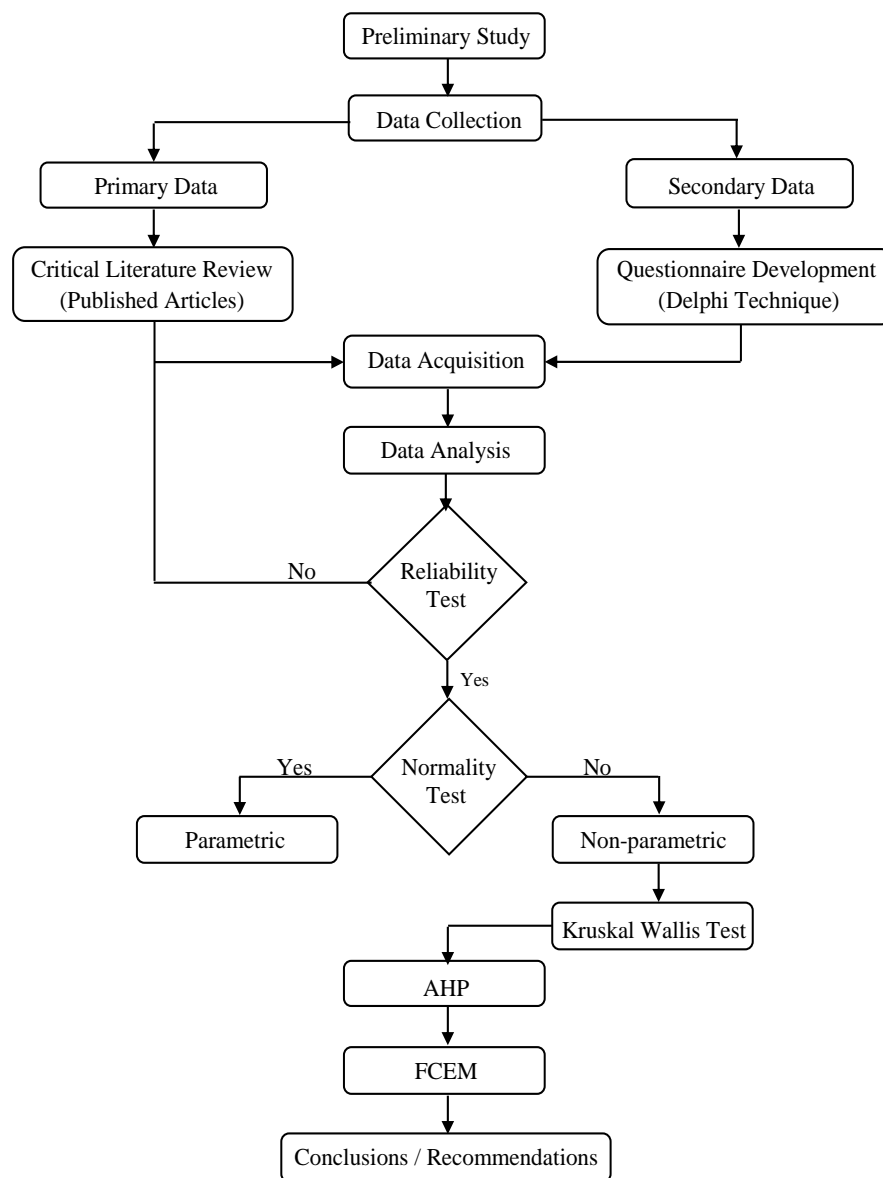 Preliminary Study
Data Collection
Primary Data
Secondary Data
Critical Literature Review
(Published Articles)
Questionnaire Development
(Delphi Technique)
Data Acquisition
Data Analysis
Reliability
Test
No
Yes
Normality
Test
Yes
No
Parametric
Non-parametric
Kruskal Wallis Test
AHP
FCEM
Conclusions / Recommendations